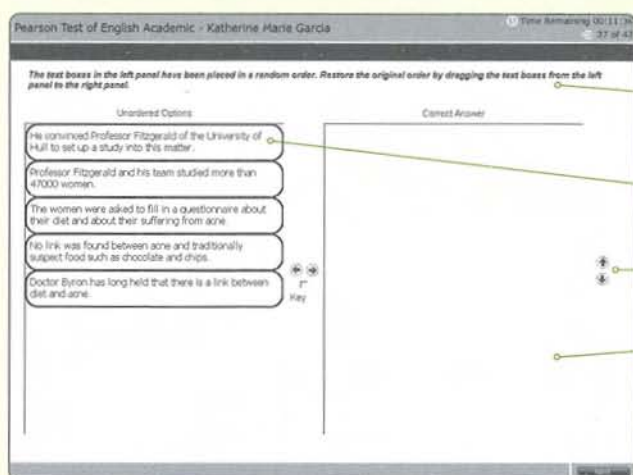 Pearson Test of English Academic - Katherine Marie Garcia
Time Remaining 00:11:
37 of 43
The text boxes in the left panel have been placed in a random order. Restore the original order by dragging the text boxes from the left
panel to the right panel.
Unordered Options
Correct Answer
He convinced Professor Fitzgerald of the University of
Hull to set up a study into this matter.
Professor Fitzgerald and his team studied more than
47000 women.
The women were asked to fill in a questionnaire about
their diet and about their suffering from acne
No link was found between acne and traditionally
suspect food such as chocolate and chips.
Doctor Byron has long held that there is a link between
diet and acne.
Key